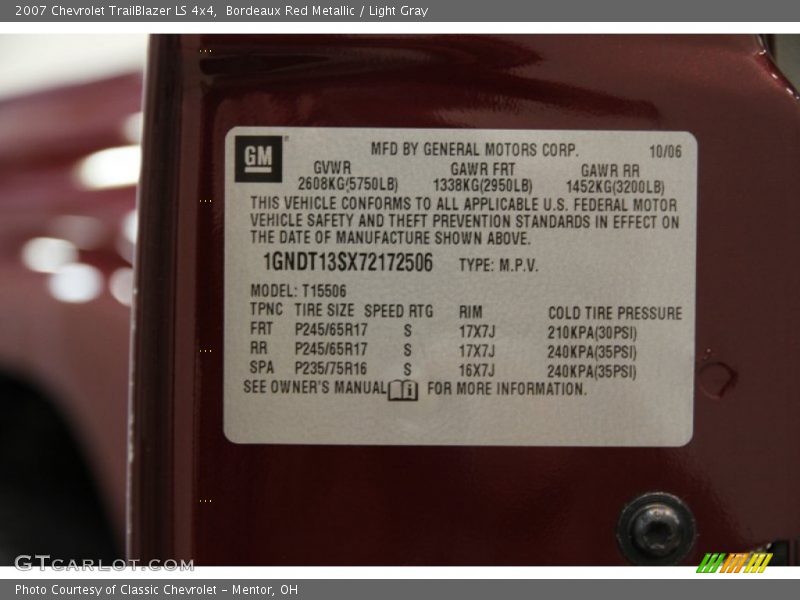 2007 Chevrolet TrailBlazer LS 4x4, Bordeaux Red Metallic / Light Gray
GM
MFD BY GENERAL MOTORS CORP. 10/06
GVWR GAWR FRT GAWR RR
2608KG(5750LB) 1338KG(2950LB) 1452KG(3200LB)
THIS VEHICLE CONFORMS TO ALL APPLICABLE U.S. FEDERAL MOTOR
VEHICLE SAFETY AND THEFT PREVENTION STANDARDS IN EFFECT ON
THE DATE OF MANUFACTURE SHOWN ABOVE.
1GNDT13SX72172506 TYPE: M.P.V.
MODEL: T15506
TPNC TIRE SIZE SPEED RTG RIM COLD TIRE PRESSURE
FRT P245/65R17 S 17X7J 210KPA(30PSI)
RR P245/65R17 S 17X7J 240KPA(35PSI)
SPA P235/75R16 S 16X7J 240KPA(35PSI)
SEE OWNER'S MANUAL i FOR MORE INFORMATION.
GTCARLOT.COM
Photo Courtesy of Classic Chevrolet - Mentor, OH